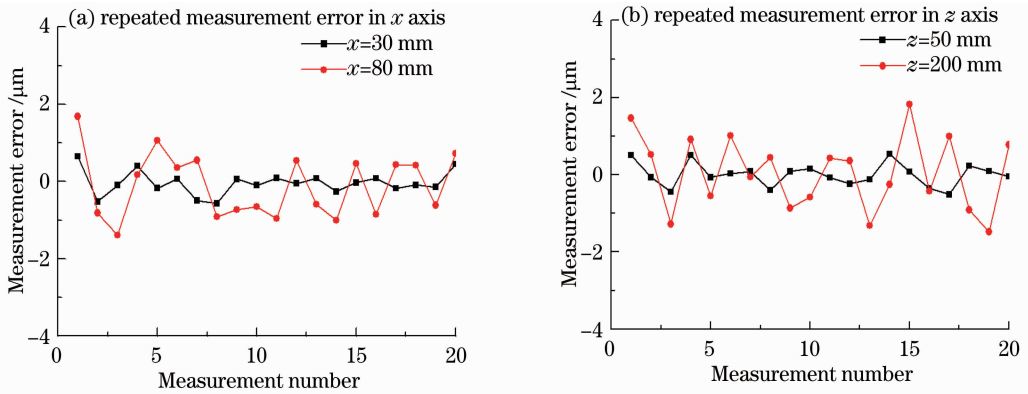 (a) repeated measurement error in x axis
x=30 mm
x=80 mm
Measurement error /μm
4
2
0
−2
−4
0 5 10 15 20
Measurement number
(b) repeated measurement error in z axis
z=50 mm
z=200 mm
Measurement error /μm
4
2
0
−2
−4
0 5 10 15 20
Measurement number